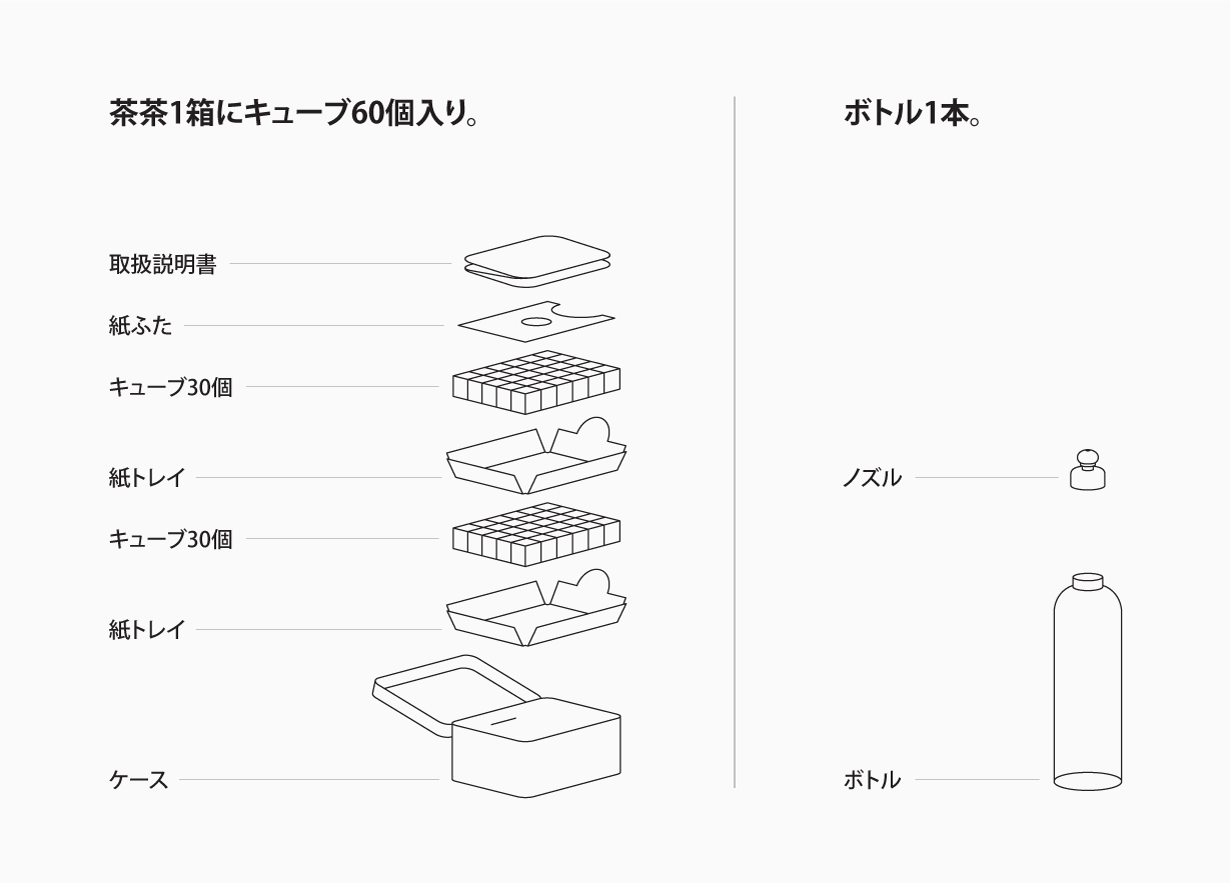 茶茶1箱にキューブ60個入り。
取扱説明書
紙ふた
キューブ30個
紙トレイ
キューブ30個
紙トレイ
ケース
ボトル1本。
ノズル
ボトル